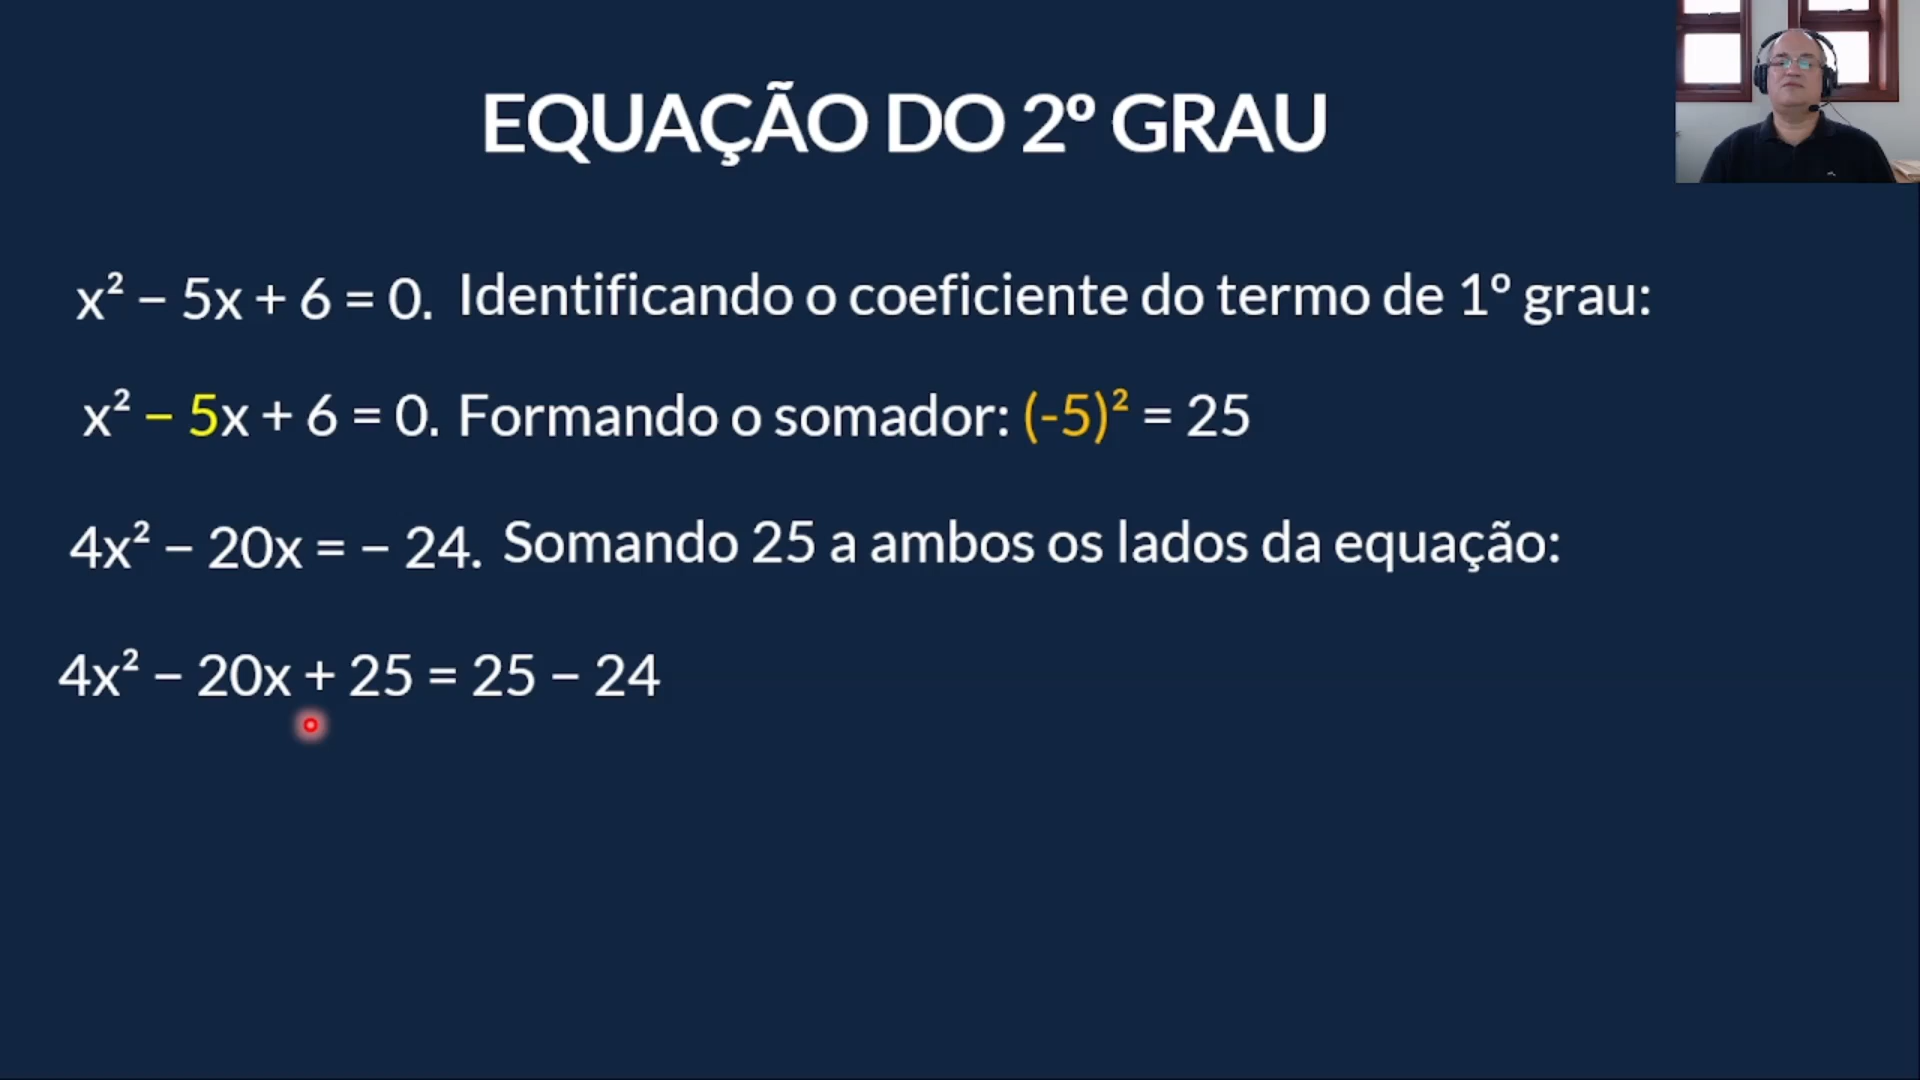 EQUAÇÃO DO 2º GRAU
x² – 5x + 6 = 0. Identificando o coeficiente do termo de 1º grau:
x² – 5x + 6 = 0. Formando o somador: (-5)² = 25
4x² – 20x = – 24. Somando 25 a ambos os lados da equação:
4x² – 20x + 25 = 25 – 24